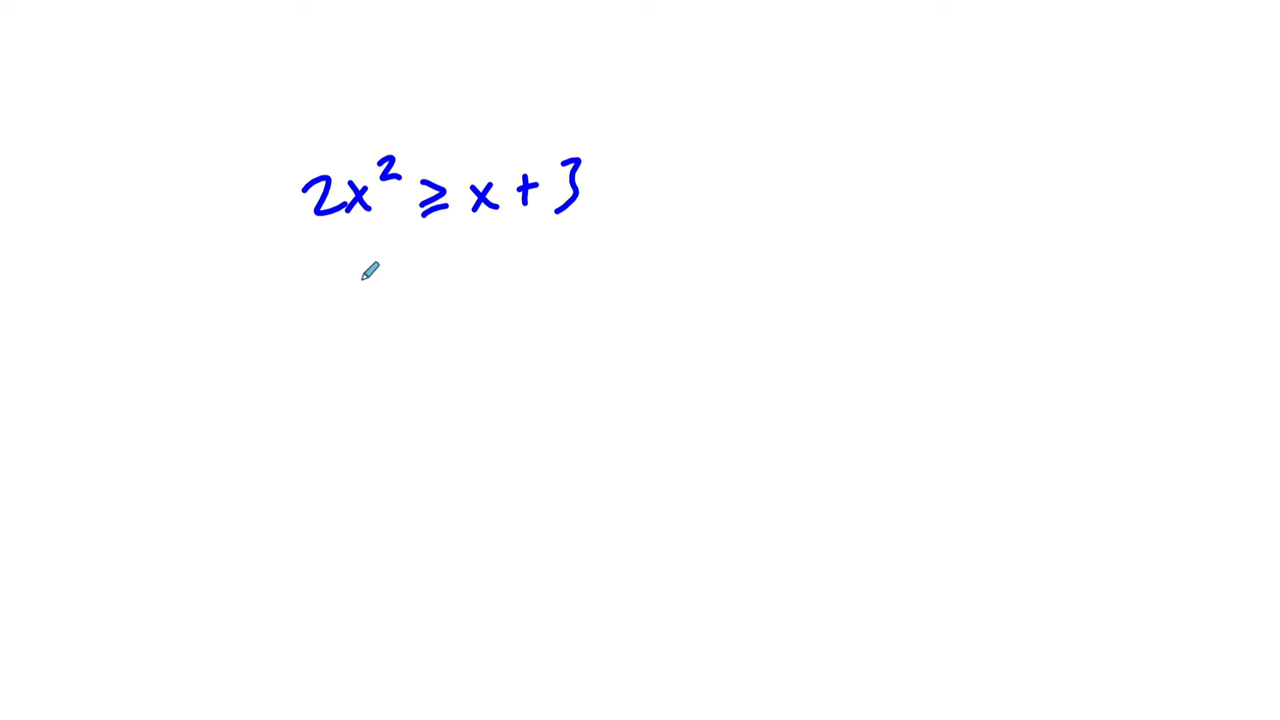 2x² ≥ x + 3